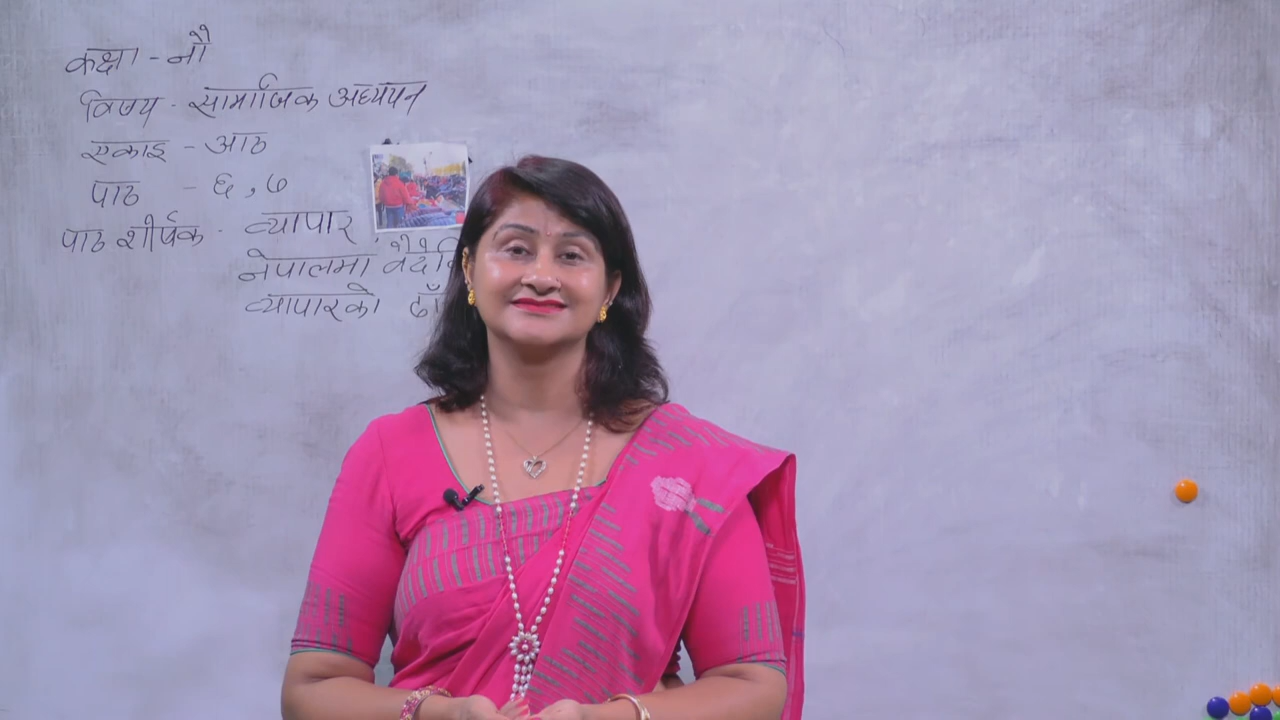 कक्षा - नौ
विषय - सामाजिक अध्ययन
एकाइ - आठ
पाठ - ६, ७
पाठ शीर्षक - व्यापार,
नेपालमा
व्यापारको